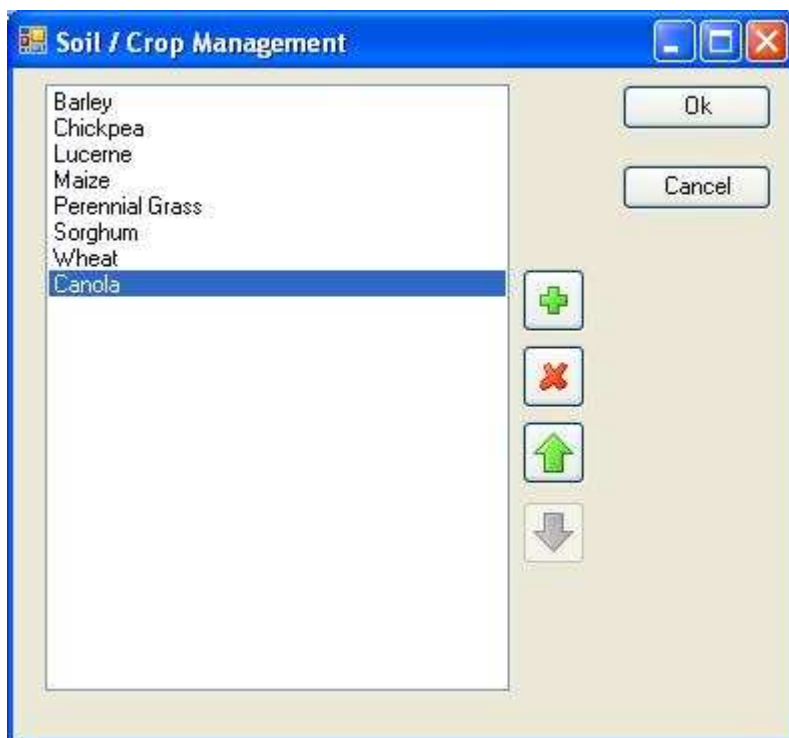 Soil / Crop Management
Barley
Chickpea
Lucerne
Maize
Perennial Grass
Sorghum
Wheat
Canola
Ok
Cancel